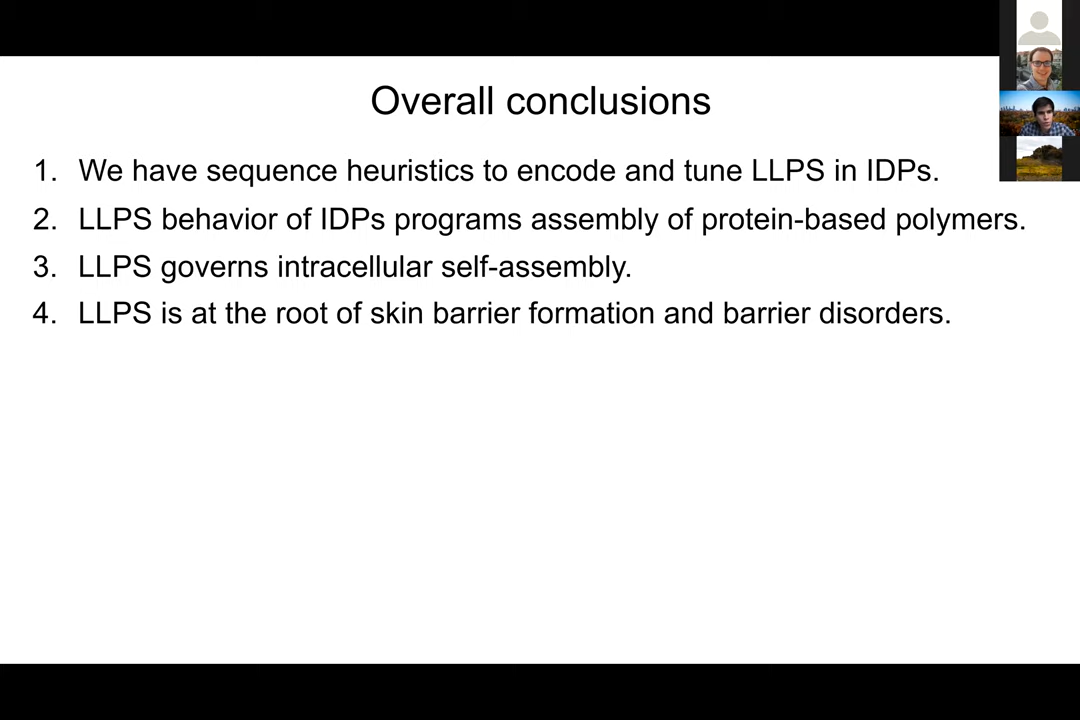 Overall conclusions
1. We have sequence heuristics to encode and tune LLPS in IDPs.
2. LLPS behavior of IDPs programs assembly of protein-based polymers.
3. LLPS governs intracellular self-assembly.
4. LLPS is at the root of skin barrier formation and barrier disorders.